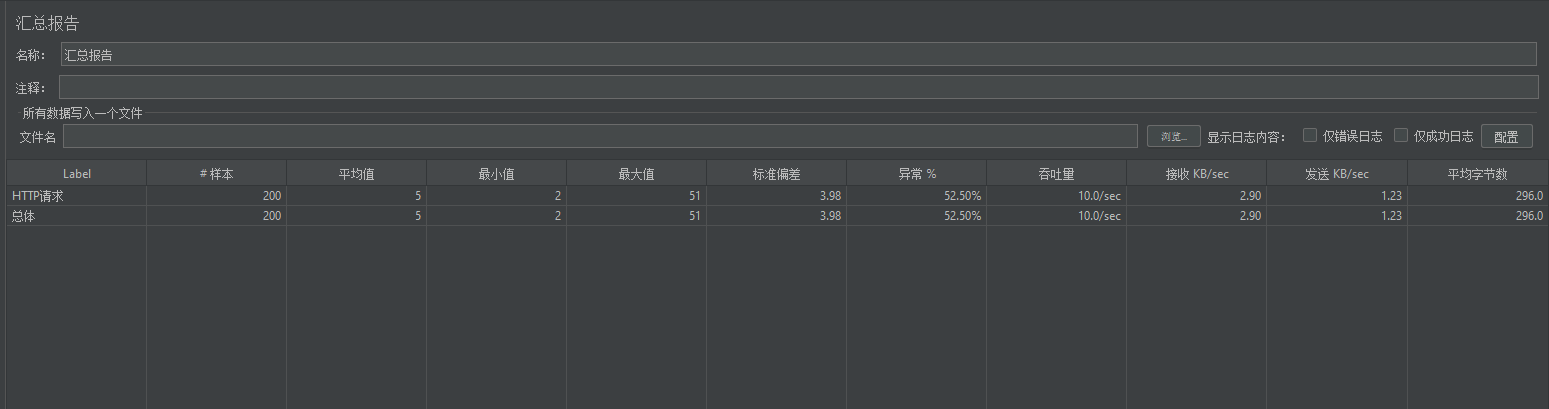 汇总报告
名称： 汇总报告
注释：
所有数据写入一个文件
文件名 浏览... 显示日志内容： 仅错误日志 仅成功日志 配置
Label # 样本 平均值 最小值 最大值 标准偏差 异常 % 吞吐量 接收 KB/sec 发送 KB/sec 平均字节数
HTTP请求 200 5 2 51 3.98 52.50% 10.0/sec 2.90 1.23 296.0
总体 200 5 2 51 3.98 52.50% 10.0/sec 2.90 1.23 296.0